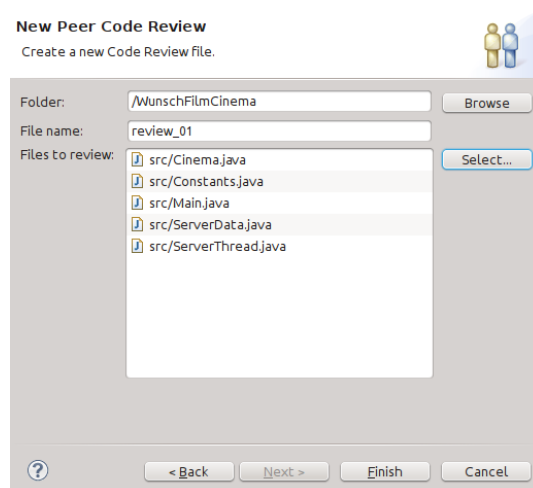 New Peer Code Review
Create a new Code Review file.
Folder: /WunschFilmCinema Browse
File name: review_01
Files to review: src/Cinema.java Select...
src/Constants.java
src/Main.java
src/ServerData.java
src/ServerThread.java
? < Back Next > Finish Cancel